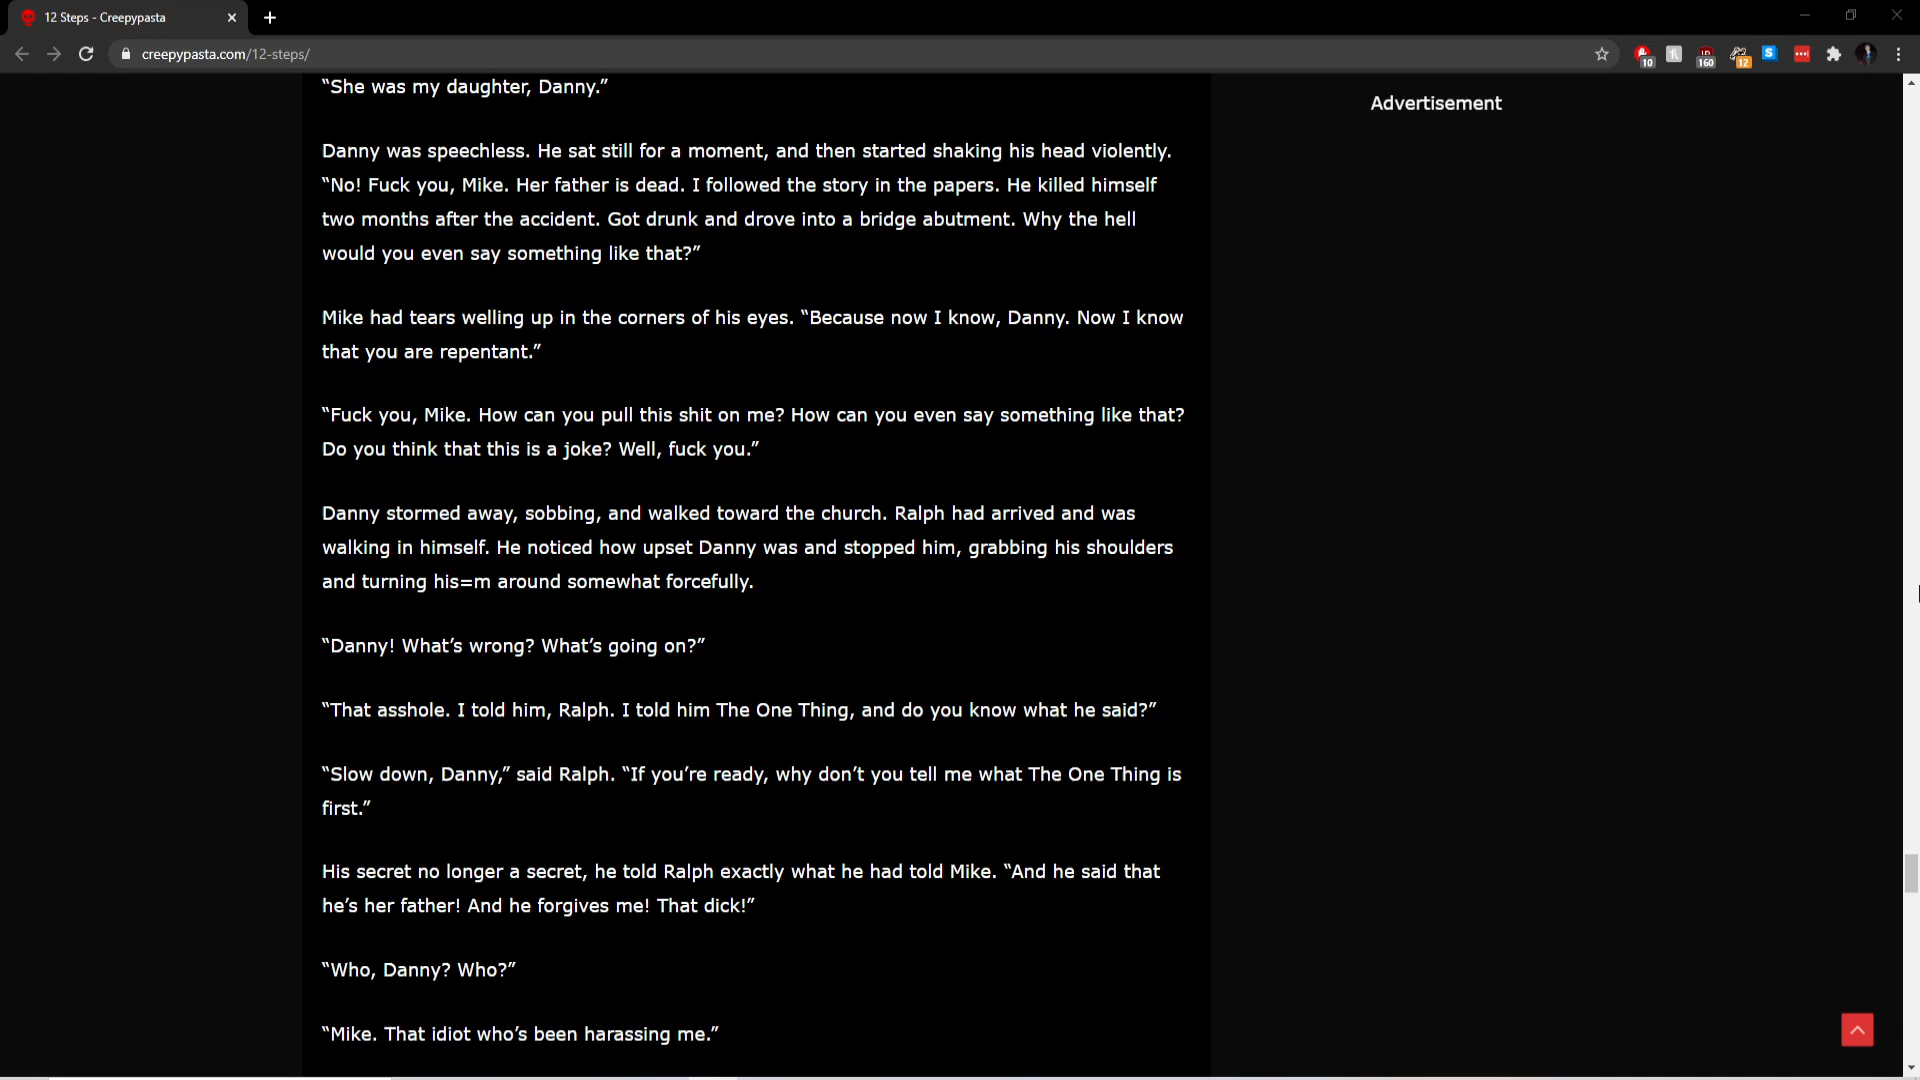 12 Steps - Creepypasta
creepypasta.com/12-steps/
10
160
12
S
“She was my daughter, Danny.”
Advertisement
Danny was speechless. He sat still for a moment, and then started shaking his head violently.
“No! Fuck you, Mike. Her father is dead. I followed the story in the papers. He killed himself
two months after the accident. Got drunk and drove into a bridge abutment. Why the hell
would you even say something like that?”
Mike had tears welling up in the corners of his eyes. “Because now I know, Danny. Now I know
that you are repentant.”
“Fuck you, Mike. How can you pull this shit on me? How can you even say something like that?
Do you think that this is a joke? Well, fuck you.”
Danny stormed away, sobbing, and walked toward the church. Ralph had arrived and was
walking in himself. He noticed how upset Danny was and stopped him, grabbing his shoulders
and turning his=m around somewhat forcefully.
“Danny! What’s wrong? What’s going on?”
“That asshole. I told him, Ralph. I told him The One Thing, and do you know what he said?”
“Slow down, Danny,” said Ralph. “If you’re ready, why don’t you tell me what The One Thing is
first.”
His secret no longer a secret, he told Ralph exactly what he had told Mike. “And he said that
he’s her father! And he forgives me! That dick!”
“Who, Danny? Who?”
“Mike. That idiot who’s been harassing me.”